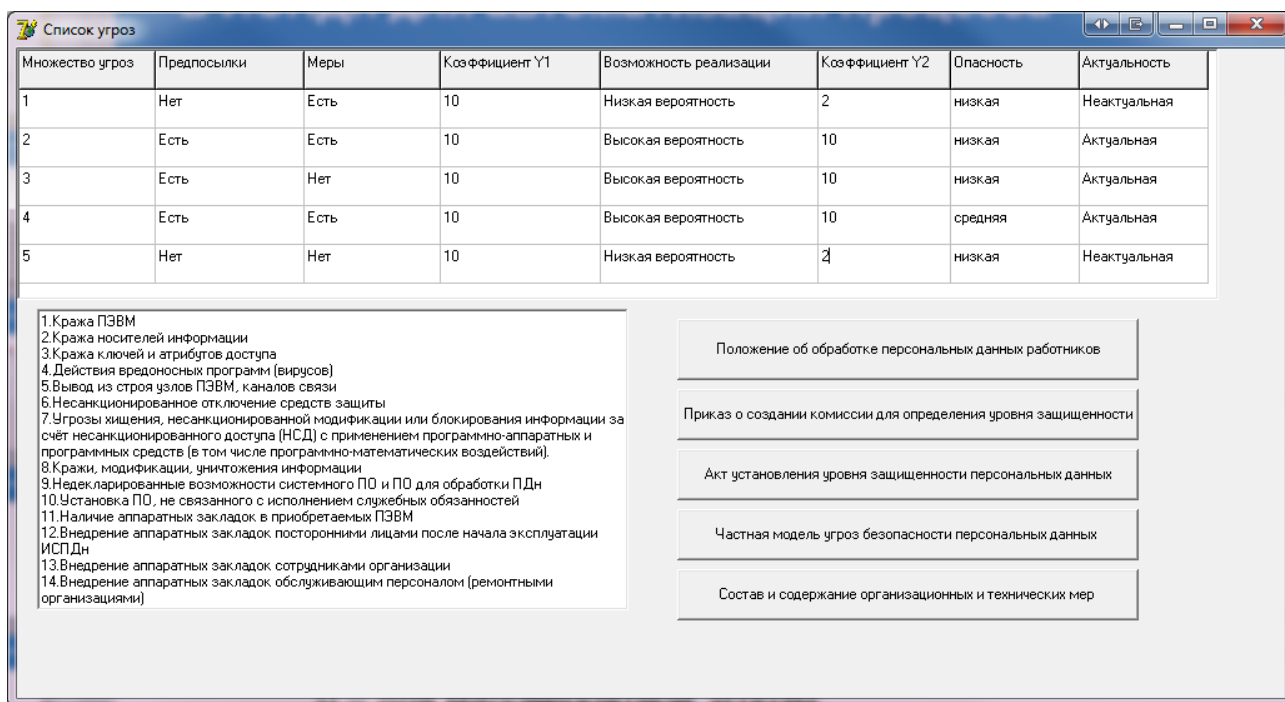 Список угроз
Множество угроз Предпосылки Меры Коэффициент Y1 Возможность реализации Коэффициент Y2 Опасность Актуальность
1 Нет Есть 10 Низкая вероятность 2 низкая Неактуальная
2 Есть Есть 10 Высокая вероятность 10 низкая Актуальная
3 Есть Нет 10 Высокая вероятность 10 низкая Актуальная
4 Есть Есть 10 Высокая вероятность 10 средняя Актуальная
5 Нет Нет 10 Низкая вероятность 2 низкая Неактуальная
1.Кража ПЭВМ
2.Кража носителей информации
3.Кража ключей и атрибутов доступа
4.Действия вредоносных программ (вирусов)
5.Вывод из строя узлов ПЭВМ, каналов связи
6.Несанкционированное отключение средств защиты
7.Угрозы хищения, несанкционированной модификации или блокирования информации за
счёт несанкционированного доступа (НСД) с применением программно-аппаратных и
программных средств (в том числе программно-математических воздействий).
8.Кражи, модификации, уничтожения информации
9.Недекларированные возможности системного ПО и ПО для обработки ПДн
10.Установка ПО, не связанного с исполнением служебных обязанностей
11.Наличие аппаратных закладок в приобретаемых ПЭВМ
12.Внедрение аппаратных закладок посторонними лицами после начала эксплуатации
ИСПДн
13.Внедрение аппаратных закладок сотрудниками организации
14.Внедрение аппаратных закладок обслуживающим персоналом (ремонтными
организациями)
Положение об обработке персональных данных работников
Приказ о создании комиссии для определения уровня защищенности
Акт установления уровня защищенности персональных данных
Частная модель угроз безопасности персональных данных
Состав и содержание организационных и технических мер